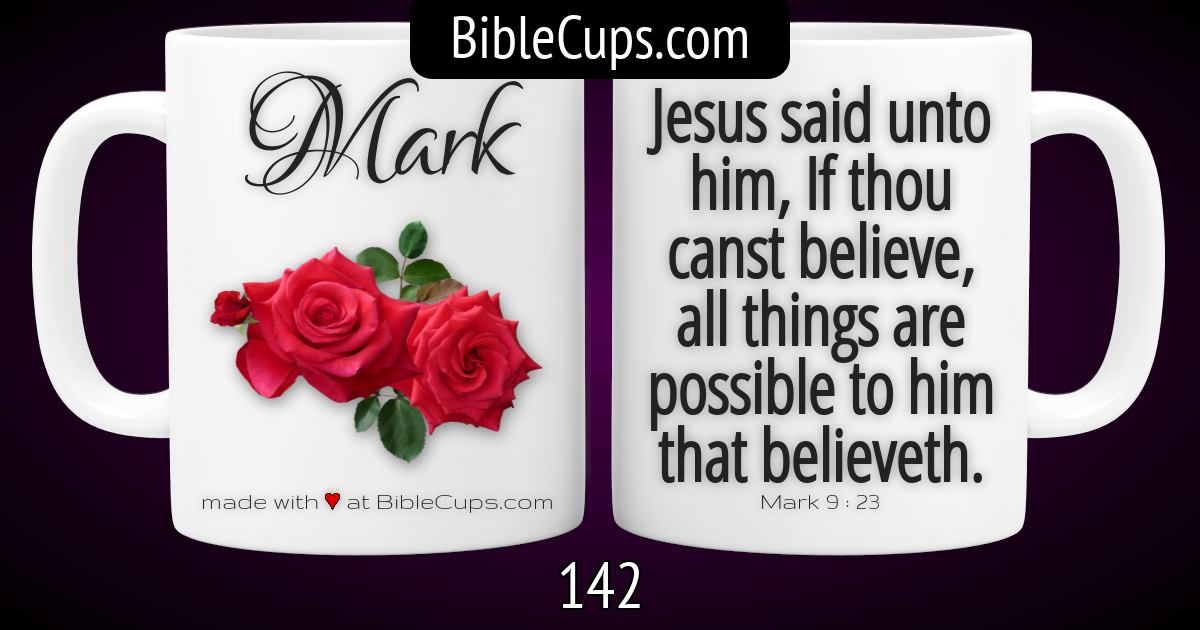 BibleCups.com
Mark
made with ♥ at BibleCups.com
Jesus said unto
him, If thou
canst believe,
all things are
possible to him
that believeth.
Mark 9 : 23
142